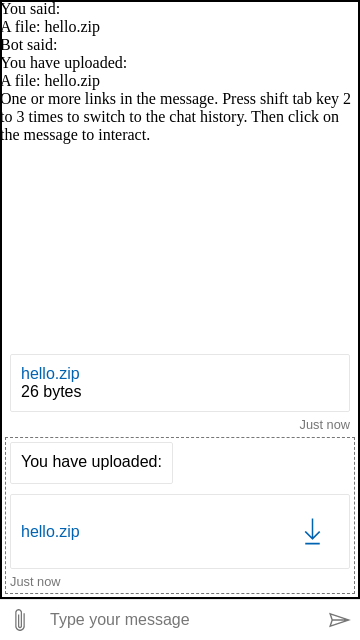 You said:
A file: hello.zip
Bot said:
You have uploaded:
A file: hello.zip
One or more links in the message. Press shift tab key 2
to 3 times to switch to the chat history. Then click on
the message to interact.
hello.zip
26 bytes
Just now
You have uploaded:
hello.zip
Just now
Type your message